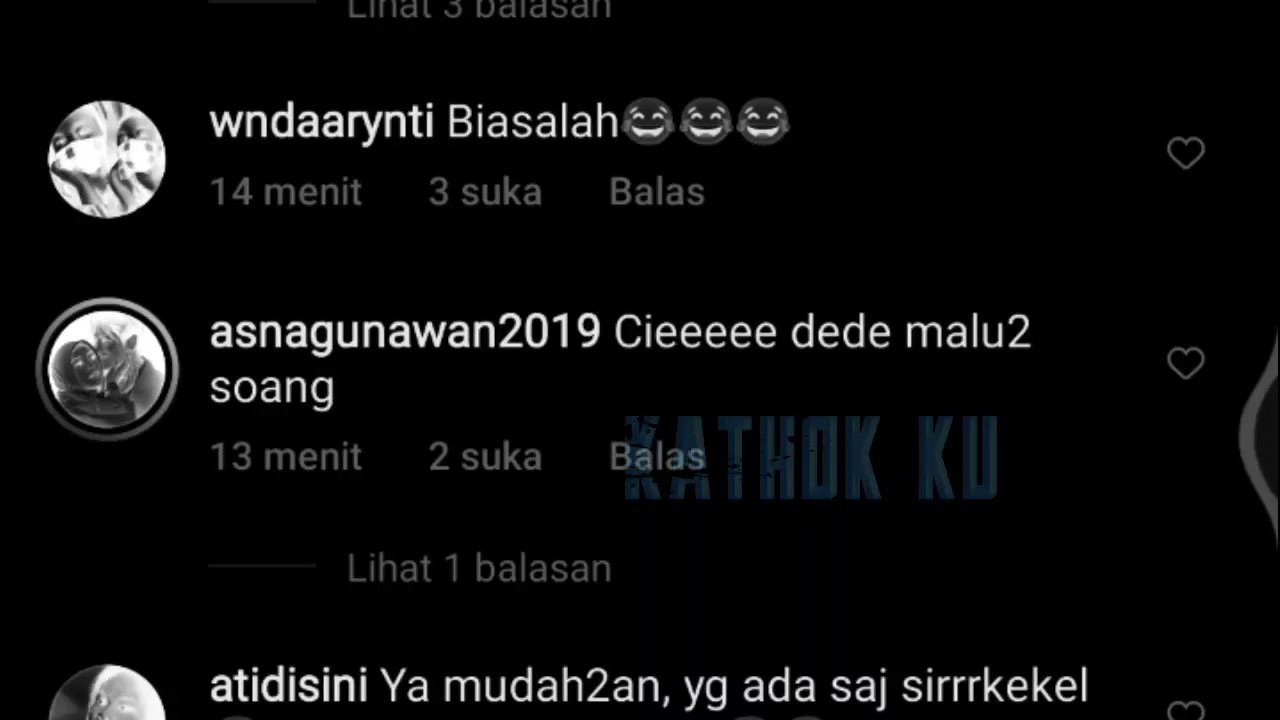 Lihat 3 balasan
wndaarynti Biasalah😂😂😂
14 menit 3 suka Balas
asnagunawan2019 Cieeeee dede malu2
soang
13 menit 2 suka Balas
KATHOK KU
Lihat 1 balasan
atidisini Ya mudah2an, yg ada saj sirrrkekel